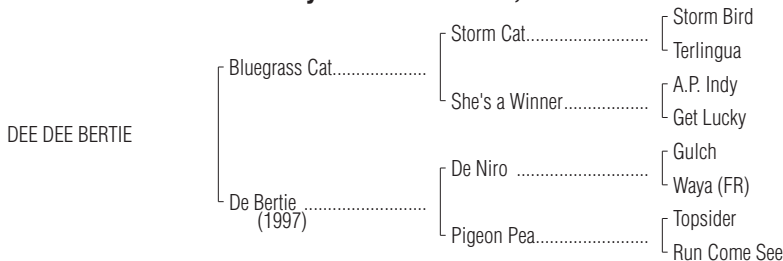 Storm Bird
Storm Cat........................
Terlingua
Bluegrass Cat...................
A.P. Indy
She's a Winner..................
Get Lucky
DEE DEE BERTIE
Gulch
De Niro ..........................
Waya (FR)
De Bertie ........................
(1997)
Topsider
Pigeon Pea.......................
Run Come See